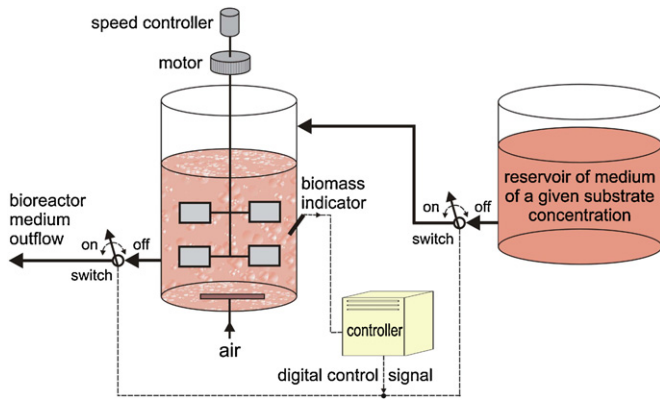 speed controller
motor
reservoir of medium
of a given substrate
concentration
biomass
indicator
on
off
switch
bioreactor
medium
outflow
on
off
switch
controller
air
digital control signal